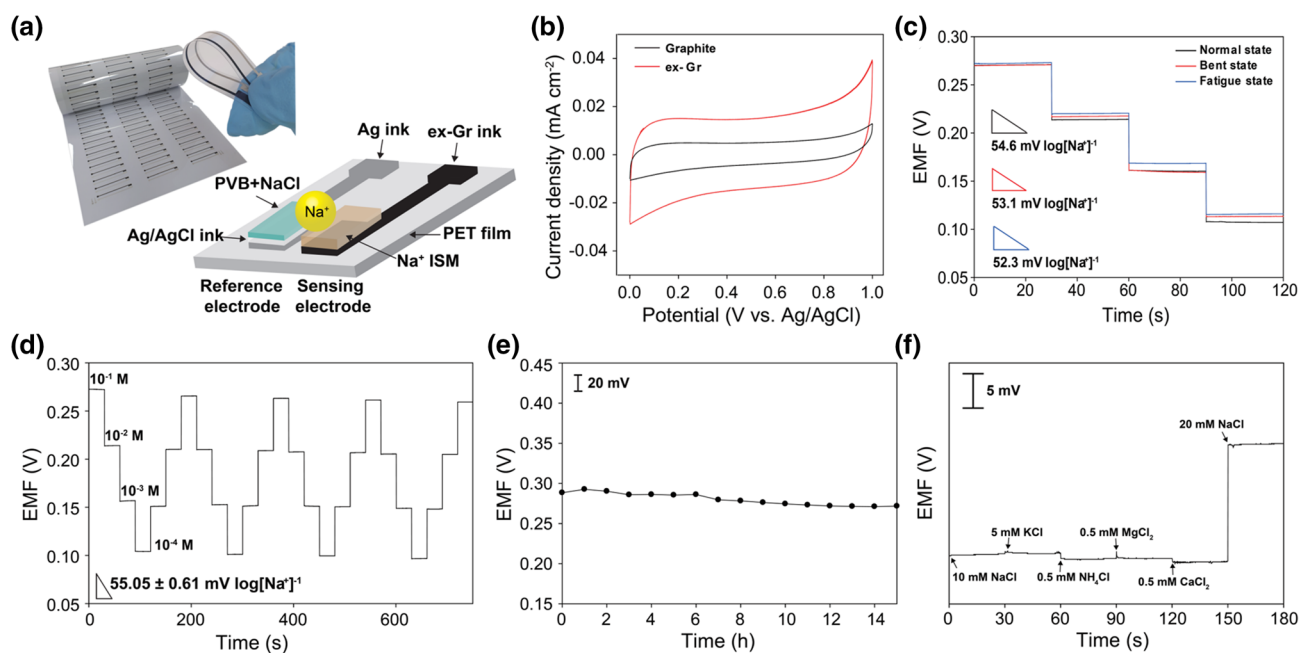 (a)
Ag ink
ex-Gr ink
PVB+NaCl
Na⁺
Ag/AgCl ink
PET film
Na⁺ ISM
Reference
electrode
Sensing
electrode
(b)
Graphite
ex- Gr
Current density (mA cm⁻²)
0.04
0.02
0.00
-0.02
-0.04
0.0 0.2 0.4 0.6 0.8 1.0
Potential (V vs. Ag/AgCl)
(c)
Normal state
Bent state
Fatigue state
EMF (V)
0.30
0.25
0.20
0.15
0.10
0.05
54.6 mV log[Na⁺]⁻¹
53.1 mV log[Na⁺]⁻¹
52.3 mV log[Na⁺]⁻¹
0 20 40 60 80 100 120
Time (s)
(d)
EMF (V)
0.30
0.25
0.20
0.15
0.10
0.05
10⁻¹ M
10⁻² M
10⁻³ M
10⁻⁴ M
55.05 ± 0.61 mV log[Na⁺]⁻¹
0 200 400 600
Time (s)
(e)
20 mV
EMF (V)
0.45
0.40
0.35
0.30
0.25
0.20
0.15
0 2 4 6 8 10 12 14
Time (h)
(f)
5 mV
EMF (V)
20 mM NaCl
5 mM KCl
0.5 mM MgCl₂
10 mM NaCl
0.5 mM NH₄Cl
0.5 mM CaCl₂
0 30 60 90 120 150 180
Time (s)